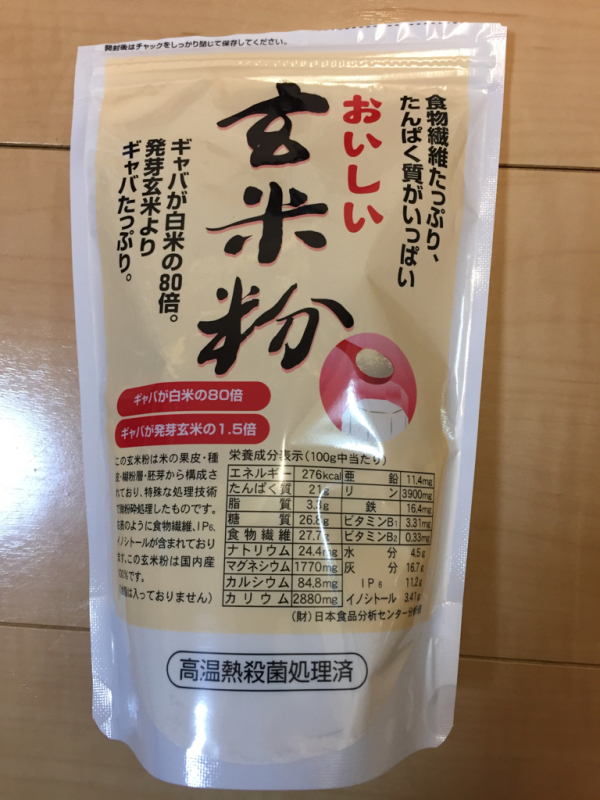 開封後はチャックをしっかり閉じて保存してください。
食物繊維たっぷり、
たんぱく質がいっぱい
おいしい
玄米粉
ギャバが白米の80倍。
発芽玄米より
ギャバたっぷり。
ギャバが白米の80倍
ギャバが発芽玄米の1.5倍
この玄米粉は米の果皮・種
皮・糊粉層・胚芽から構成さ
れており、特殊な処理技術
で微粉砕処理したものです。
のように食物繊維、IP₆、
イノシトールが含まれており
ます。この玄米粉は国内産
100%です。
は入っておりません)
栄養成分表示(100g中当たり)
エネルギー 276kcal 亜鉛 11.4mg
たんぱく質 21g リン 3900mg
脂質 3.3g 鉄 16.4mg
糖質 26.8g ビタミンB₁ 3.31mg
食物繊維 27.7g ビタミンB₂ 0.33mg
ナトリウム 24.4mg 水分 4.5g
マグネシウム 1770mg 灰分 16.7g
カルシウム 84.8mg IP₆ 11.2g
カリウム 2880mg イノシトール 3.41g
(財)日本食品分析センター分析値
高温熱殺菌処理済